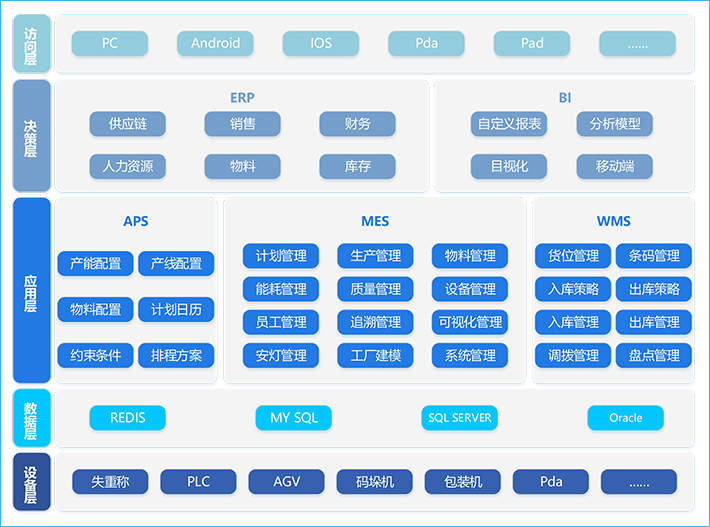 访问层
PC
Android
IOS
Pda
Pad
......
决策层
ERP
供应链
销售
财务
人力资源
物料
库存
BI
自定义报表
分析模型
目视化
移动端
应用层
APS
产能配置
产线配置
物料配置
计划日历
约束条件
排程方案
MES
计划管理
生产管理
物料管理
能耗管理
质量管理
设备管理
员工管理
追溯管理
可视化管理
安灯管理
工厂建模
系统管理
WMS
货位管理
条码管理
入库策略
出库策略
入库管理
出库管理
调拨管理
盘点管理
数据层
REDIS
MY SQL
SQL SERVER
Oracle
设备层
失重称
PLC
AGV
码垛机
包装机
Pda
......